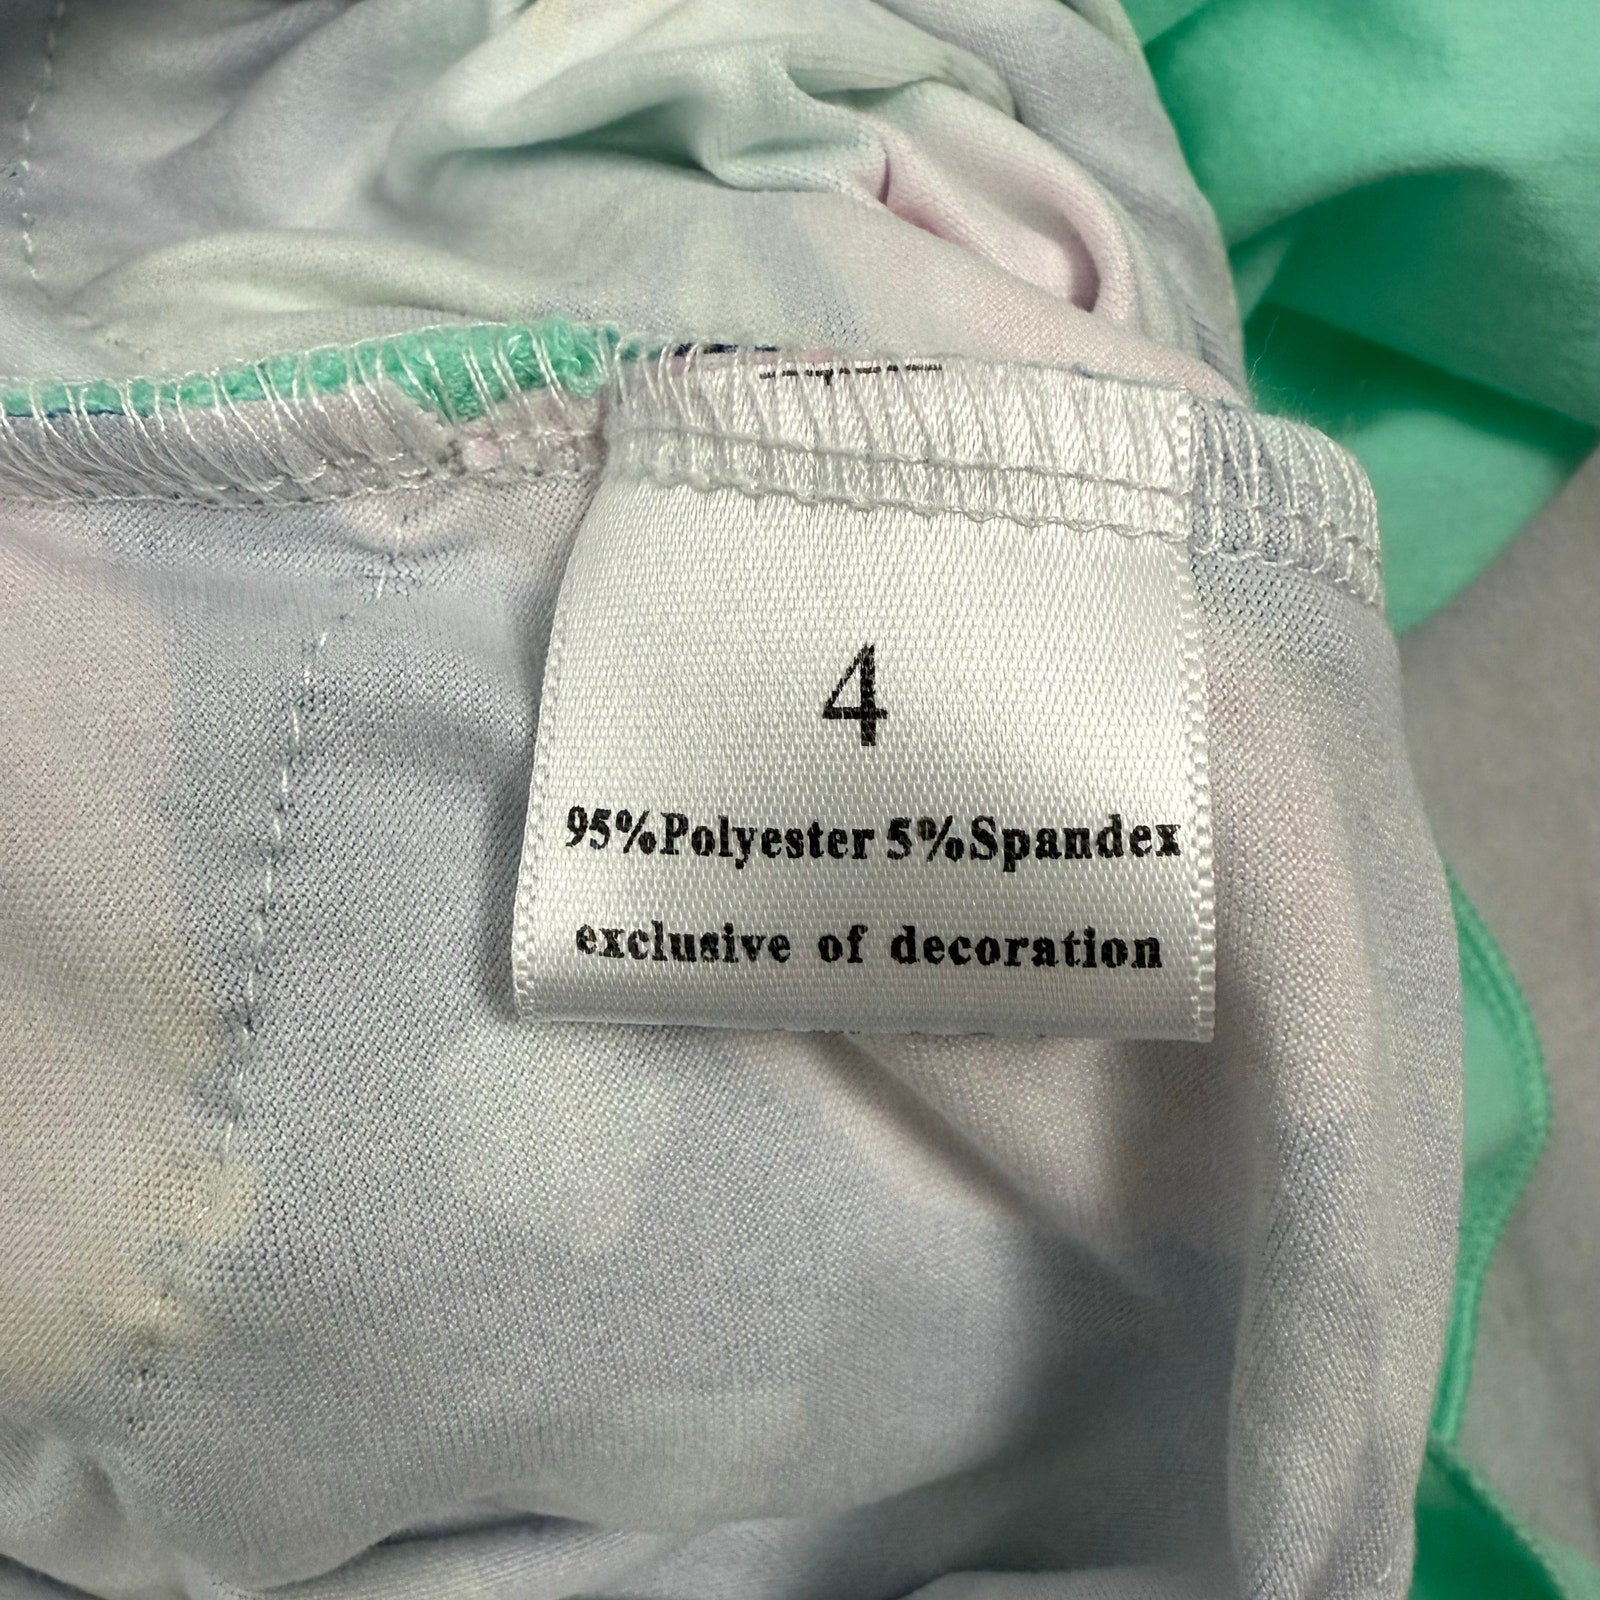 4
95%Polyester 5%Spandex
exclusive of decoration